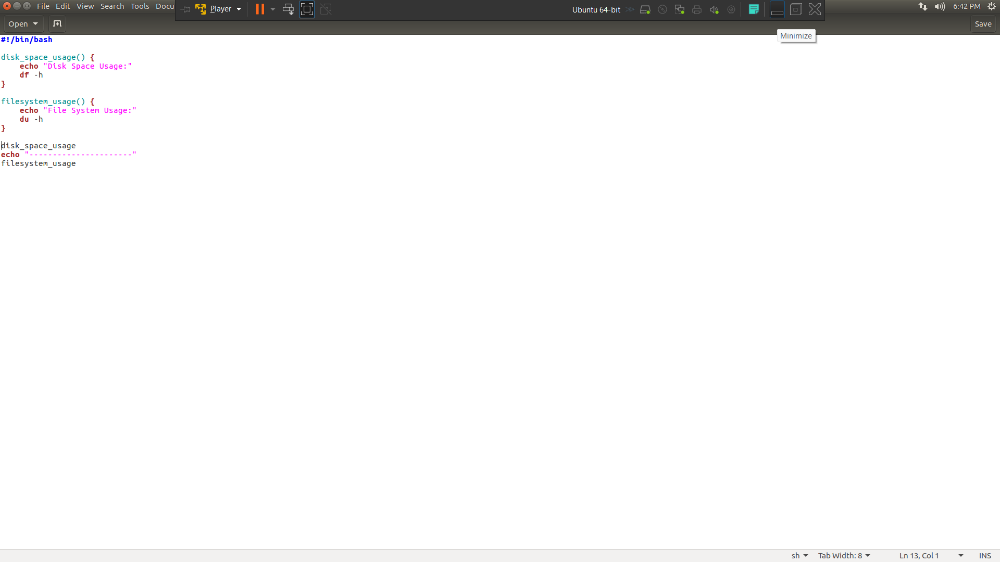 File Edit View Search Tools Docu
Player
Ubuntu 64-bit
6:42 PM
Open
Save
Minimize
#!/bin/bash

disk_space_usage() {
    echo "Disk Space Usage:"
    df -h
}

filesystem_usage() {
    echo "File System Usage:"
    du -h
}

disk_space_usage
echo "----------------------"
filesystem_usage
sh
Tab Width: 8
Ln 13, Col 1
INS